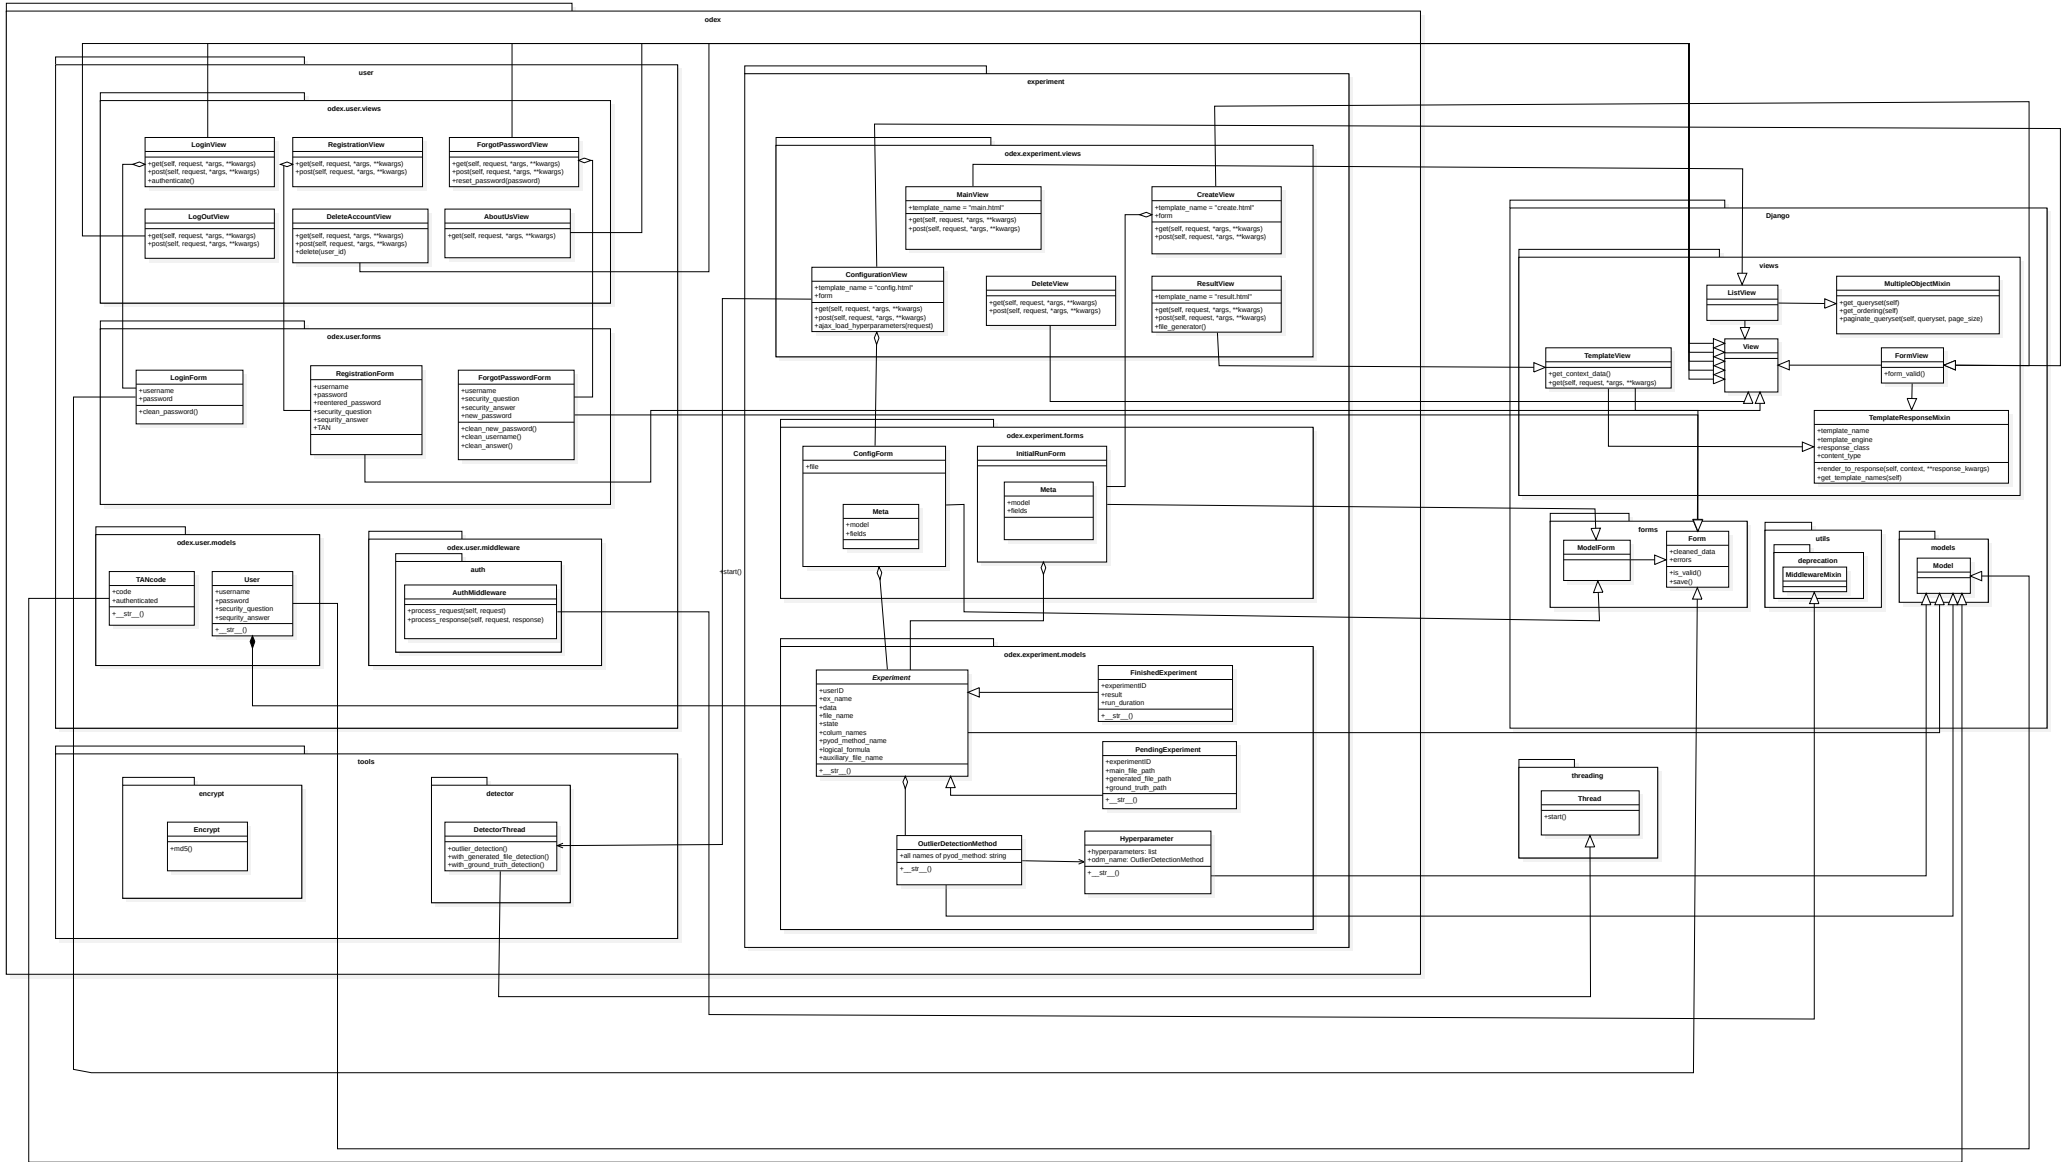 odex
user
odex.user.views
LoginView
+get(self, request, *args, **kwargs)
+post(self, request, *args, **kwargs)
+authenticate()
RegistrationView
+get(self, request, *args, **kwargs)
+post(self, request, *args, **kwargs)
ForgotPasswordView
+get(self, request, *args, **kwargs)
+post(self, request, *args, **kwargs)
+reset_password(password)
LogOutView
+get(self, request, *args, **kwargs)
+post(self, request, *args, **kwargs)
DeleteAccountView
+get(self, request, *args, **kwargs)
+post(self, request, *args, **kwargs)
+delete(user_id)
AboutUsView
+get(self, request, *args, **kwargs)
odex.user.forms
LoginForm
+username
+password
+clean_password()
RegistrationForm
+username
+password
+reentered_password
+security_question
+sequrity_answer
+TAN
ForgotPasswordForm
+username
+security_question
+security_answer
+new_password
+clean_new_password()
+clean_username()
+clean_answer()
odex.user.models
TANcode
+code
+authenticated
+__str__()
User
+username
+password
+security_question
+sequrity_answer
+__str__()
odex.user.middleware
auth
AuthMiddleware
+process_request(self, request)
+process_response(self, request, response)
tools
encrypt
Encrypt
+md5()
detector
DetectorThread
+outlier_detection()
+with_generated_file_detection()
+with_ground_truth_detection()
+start()
experiment
odex.experiment.views
MainView
+template_name = "main.html"
+get(self, request, *args, **kwargs)
+post(self, request, *args, **kwargs)
CreateView
+template_name = "create.html"
+form
+get(self, request, *args, **kwargs)
+post(self, request, *args, **kwargs)
ConfigurationView
+template_name = "config.html"
+form
+get(self, request, *args, **kwargs)
+post(self, request, *args, **kwargs)
+ajax_load_hyperparameters(request)
DeleteView
+get(self, request, *args, **kwargs)
+post(self, request, *args, **kwargs)
ResultView
+template_name = "result.html"
+get(self, request, *args, **kwargs)
+post(self, request, *args, **kwargs)
+file_generator()
odex.experiment.forms
ConfigForm
+file
Meta
+model
+fields
InitialRunForm
Meta
+model
+fields
odex.experiment.models
Experiment
+userID
+ex_name
+data
+file_name
+state
+colum_names
+pyod_method_name
+logical_formula
+auxiliary_file_name
+__str__()
FinishedExperiment
+experimentID
+result
+run_duration
+__str__()
PendingExperiment
+experimentID
+main_file_path
+generated_file_path
+ground_truth_path
+__str__()
OutlierDetectionMethod
+all names of pyod_method: string
+__str__()
Hyperparameter
+hyperparameters: list
+odm_name: OutlierDetectionMethod
+__str__()
Django
views
ListView
MultipleObjectMixin
+get_queryset(self)
+get_ordering(self)
+paginate_queryset(self, queryset, page_size)
View
TemplateView
+get_context_data()
+get(self, request, *args, **kwargs)
FormView
+form_valid()
TemplateResponseMixin
+template_name
+template_engine
+response_class
+content_type
+render_to_response(self, context, **response_kwargs)
+get_template_names(self)
forms
ModelForm
Form
+cleaned_data
+errors
+is_valid()
+save()
utils
deprecation
MiddlewareMixin
models
Model
threading
Thread
+start()